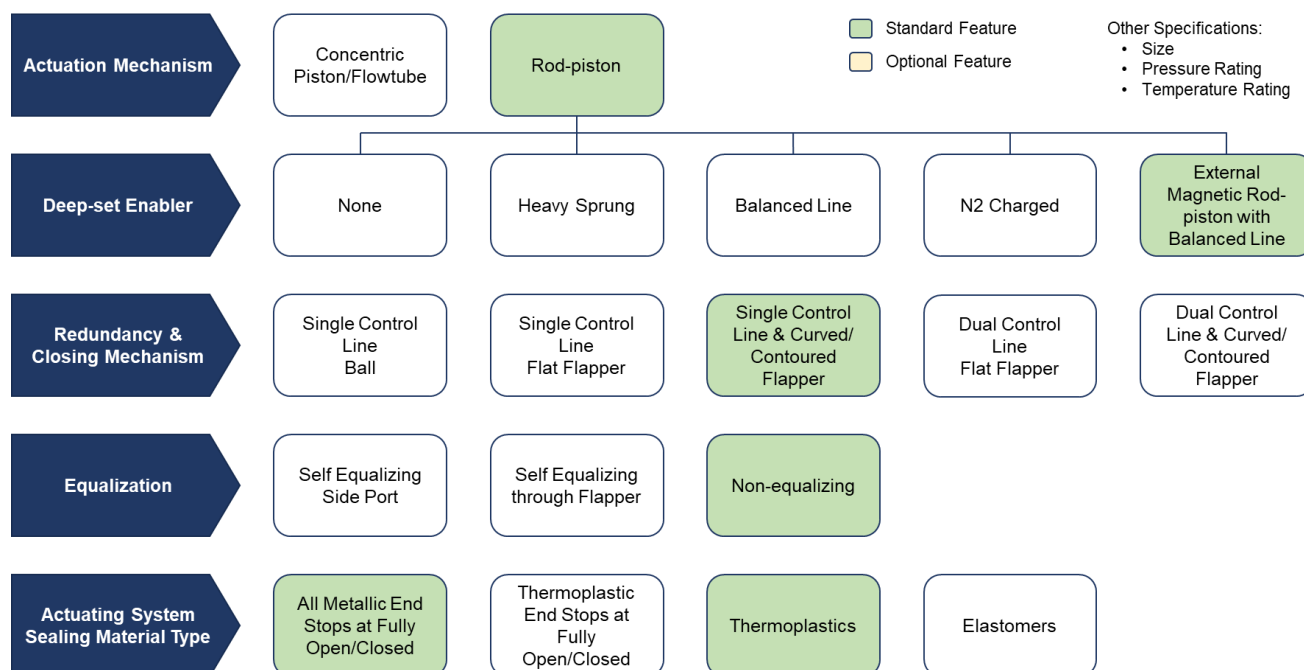 Actuation Mechanism
Concentric
Piston/Flowtube
Rod-piston
Standard Feature
Optional Feature
Other Specifications:
• Size
• Pressure Rating
• Temperature Rating
Deep-set Enabler
None
Heavy Sprung
Balanced Line
N2 Charged
External
Magnetic Rod-
piston with
Balanced Line
Redundancy &
Closing Mechanism
Single Control
Line
Ball
Single Control
Line
Flat Flapper
Single Control
Line & Curved/
Contoured
Flapper
Dual Control
Line
Flat Flapper
Dual Control
Line & Curved/
Contoured
Flapper
Equalization
Self Equalizing
Side Port
Self Equalizing
through Flapper
Non-equalizing
Actuating System
Sealing Material Type
All Metallic End
Stops at Fully
Open/Closed
Thermoplastic
End Stops at
Fully
Open/Closed
Thermoplastics
Elastomers